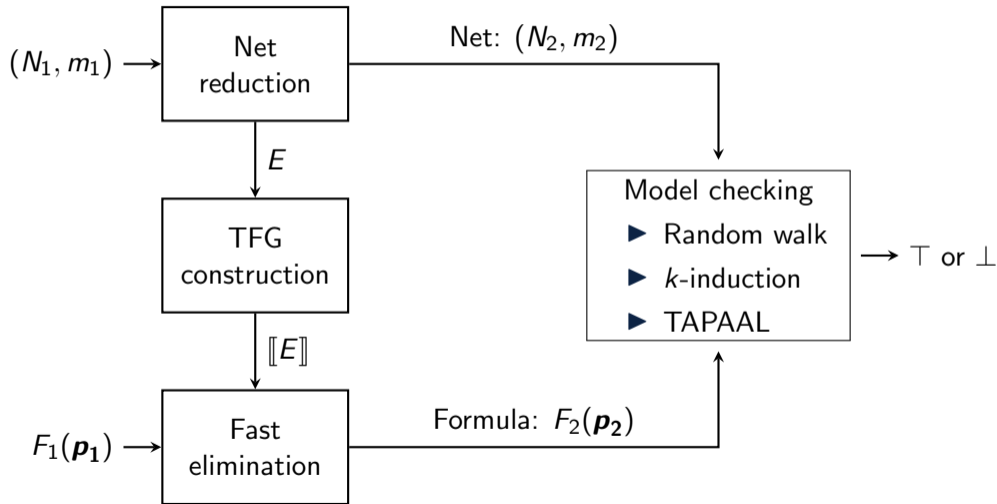 (N₁, m₁)
Net
reduction
Net: (N₂, m₂)
E
TFG
construction
⟦E⟧
F₁(p₁)
Fast
elimination
Formula: F₂(p₂)
Model checking
▶ Random walk
▶ k-induction
▶ TAPAAL
⊤ or ⊥